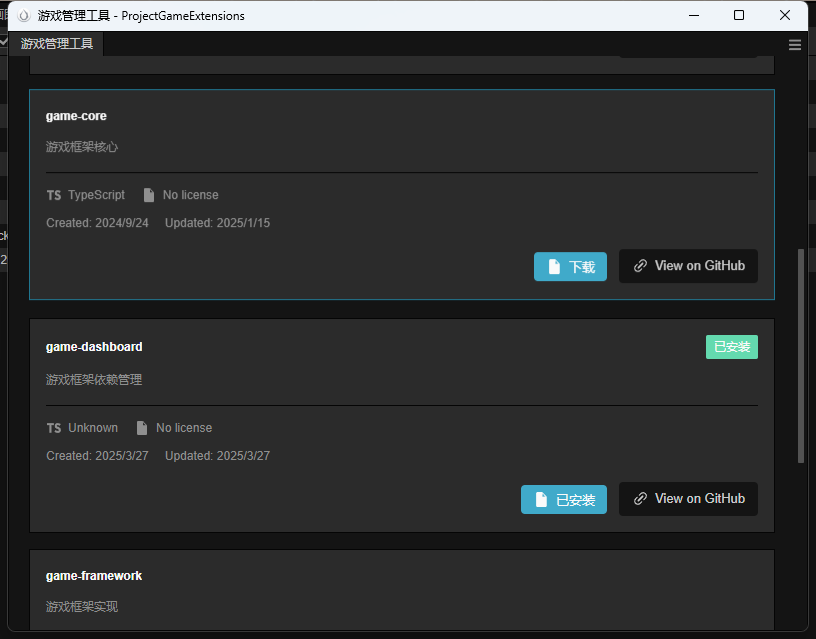 游戏管理工具 - ProjectGameExtensions
游戏管理工具
game-core
游戏框架核心
TS TypeScript No license
Created: 2024/9/24 Updated: 2025/1/15
下载 View on GitHub
game-dashboard 已安装
游戏框架依赖管理
TS Unknown No license
Created: 2025/3/27 Updated: 2025/3/27
已安装 View on GitHub
game-framework
游戏框架实现